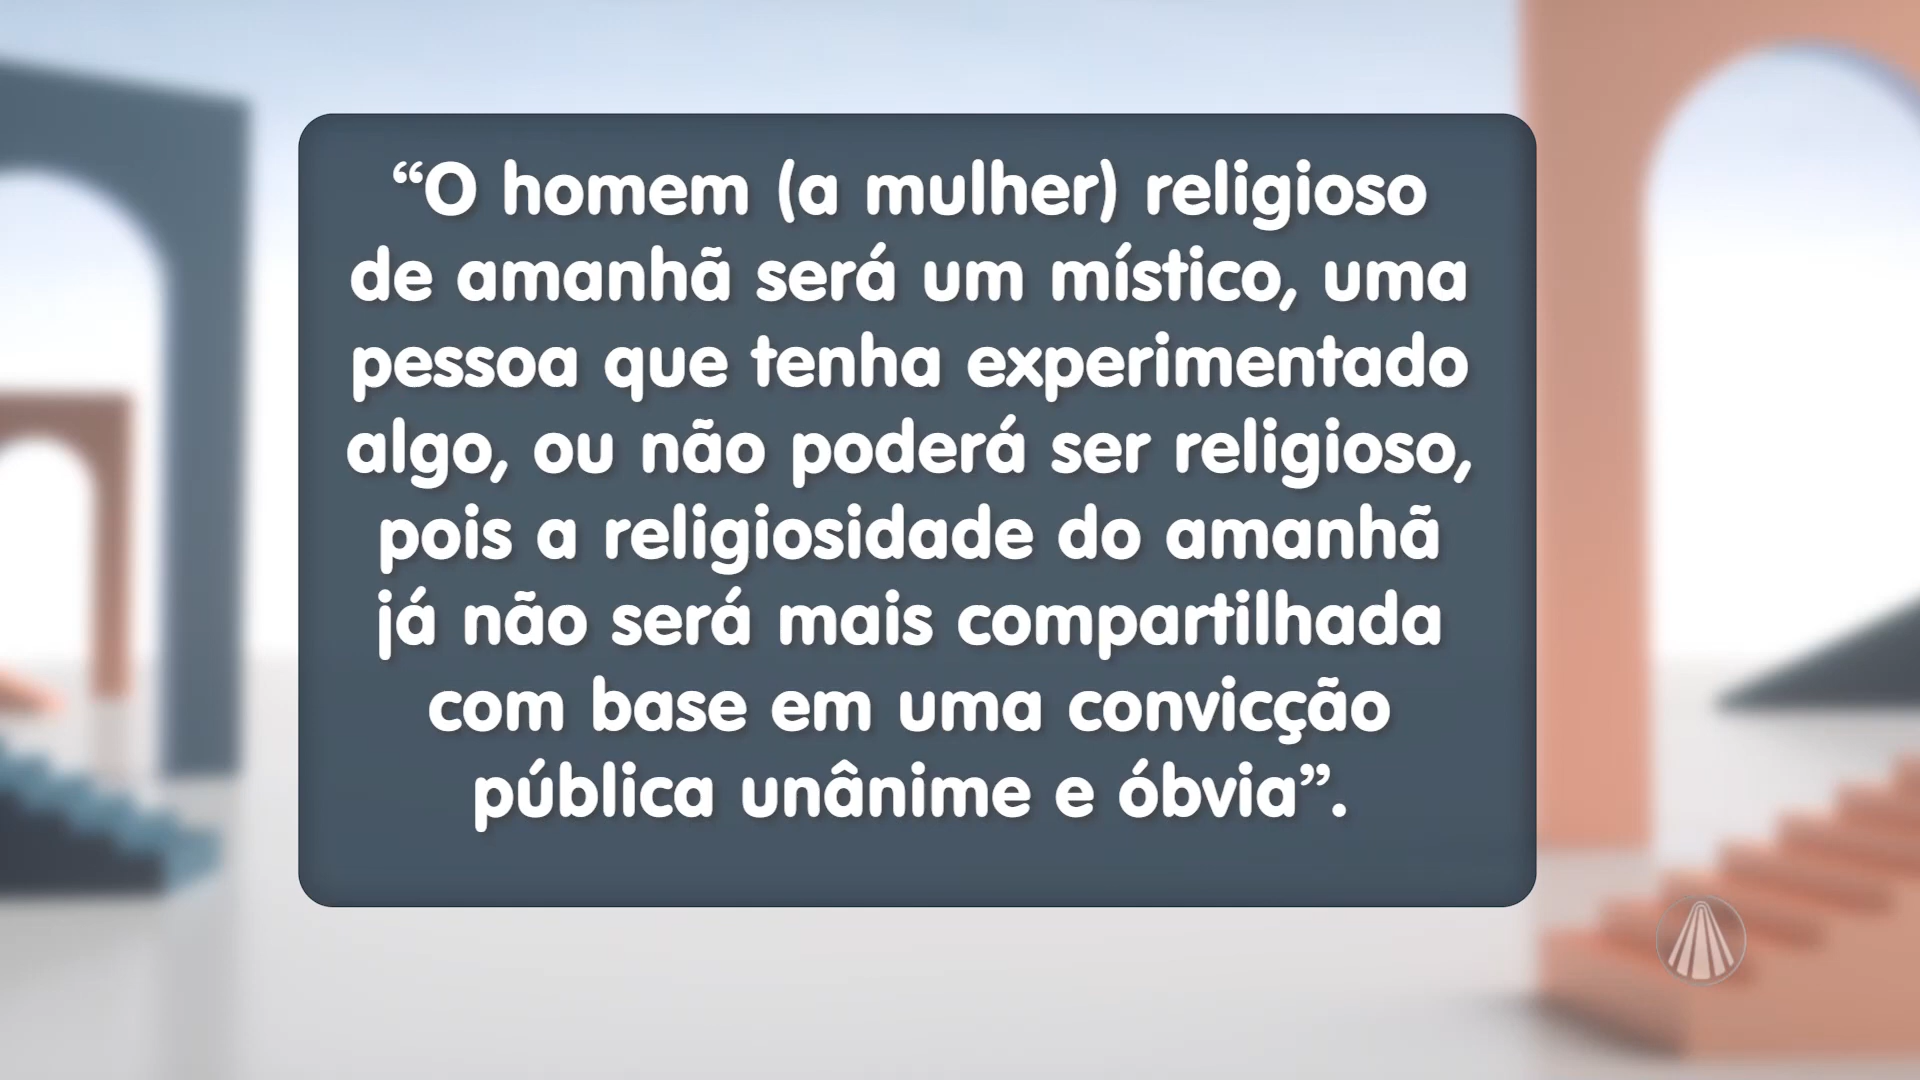 “O homem (a mulher) religioso
de amanhã será um místico, uma
pessoa que tenha experimentado
algo, ou não poderá ser religioso,
pois a religiosidade do amanhã
já não será mais compartilhada
com base em uma convicção
pública unânime e óbvia”.